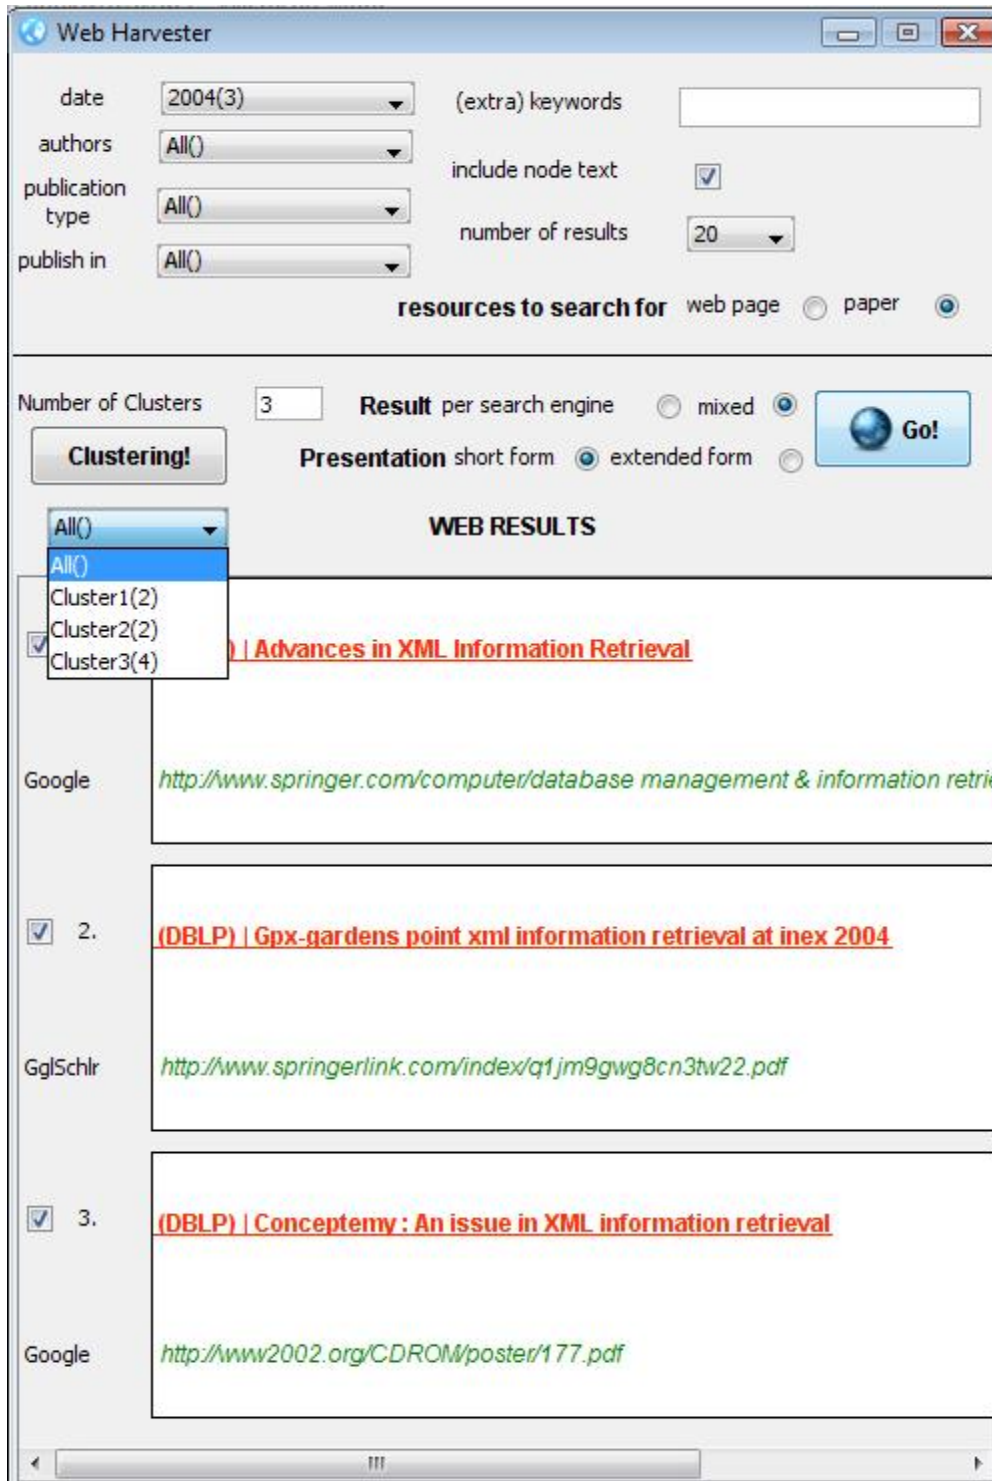 Web Harvester
date 2004(3) (extra) keywords
authors All()
include node text
publication
type All()
number of results 20
publish in All()
resources to search for web page paper
Number of Clusters 3 Result per search engine mixed
Go!
Clustering! Presentation short form extended form
All() WEB RESULTS
All()
Cluster1(2)
Cluster2(2)
) | Advances in XML Information Retrieval
Cluster3(4)
Google http://www.springer.com/computer/database management & information retrie
2. (DBLP) | Gpx-gardens point xml information retrieval at inex 2004
GglSchlr http://www.springerlink.com/index/q1jm9gwg8cn3tw22.pdf
3. (DBLP) | Conceptemy : An issue in XML information retrieval
Google http://www2002.org/CDROM/poster/177.pdf